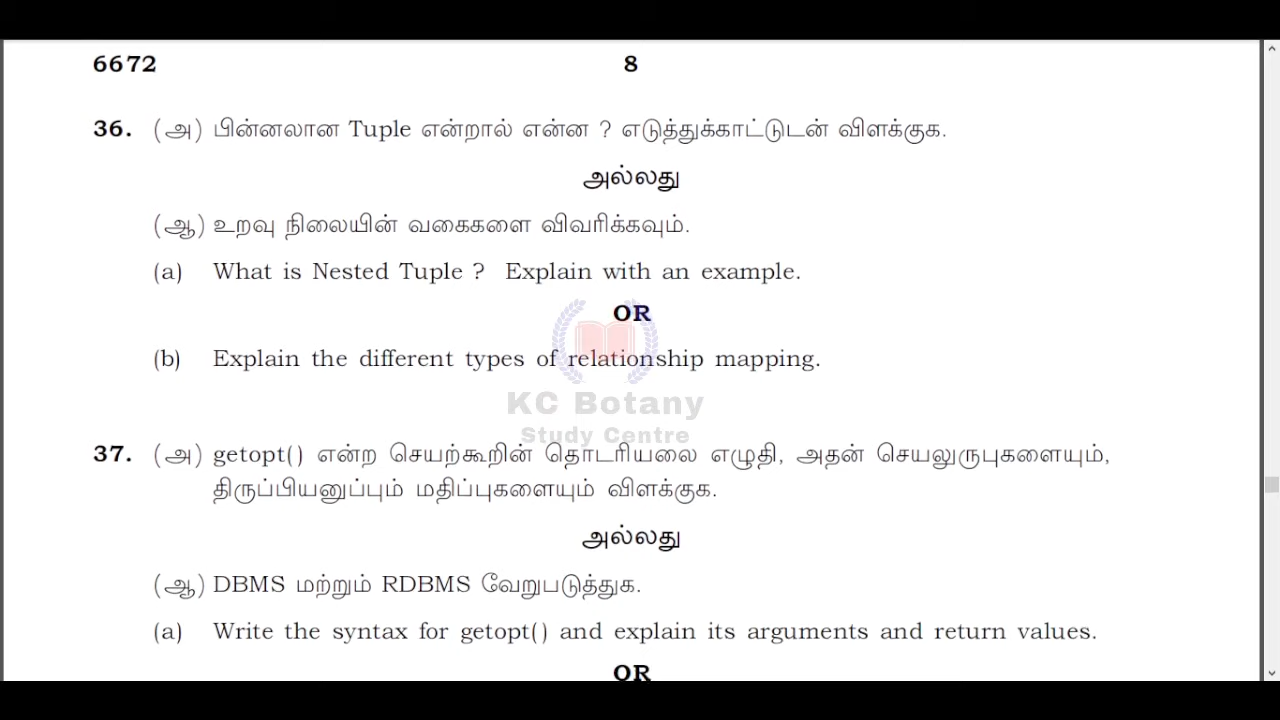 6672 8
36. (அ) பின்னலான Tuple என்றால் என்ன ? எடுத்துக்காட்டுடன் விளக்குக.
அல்லது
(ஆ) உறவு நிலையின் வகைகளை விவரிக்கவும்.
(a) What is Nested Tuple ? Explain with an example.
OR
(b) Explain the different types of relationship mapping.
KC Botany
Study Centre
37. (அ) getopt() என்ற செயற்கூறின் தொடரியலை எழுதி, அதன் செயலுருபுகளையும்,
திருப்பியனுப்பும் மதிப்புகளையும் விளக்குக.
அல்லது
(ஆ) DBMS மற்றும் RDBMS வேறுபடுத்துக.
(a) Write the syntax for getopt() and explain its arguments and return values.
OR